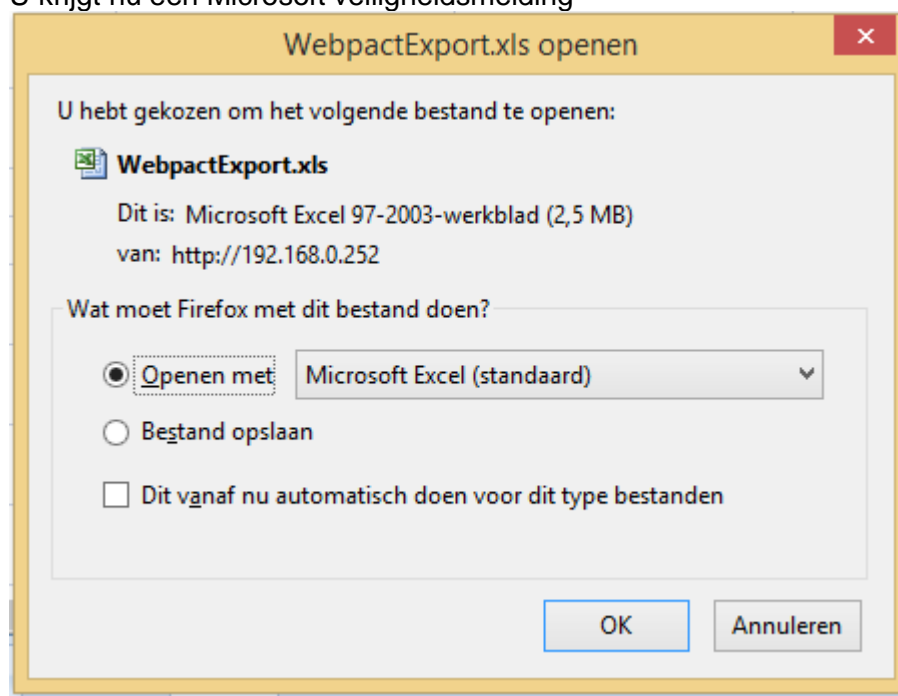 U krijgt nu een Microsoft veiligheidsmelding
WebpactExport.xls openen
U hebt gekozen om het volgende bestand te openen:
WebpactExport.xls
Dit is: Microsoft Excel 97-2003-werkblad (2,5 MB)
van: http://192.168.0.252
Wat moet Firefox met dit bestand doen?
Openen met Microsoft Excel (standaard)
Bestand opslaan
Dit vanaf nu automatisch doen voor dit type bestanden
OK Annuleren